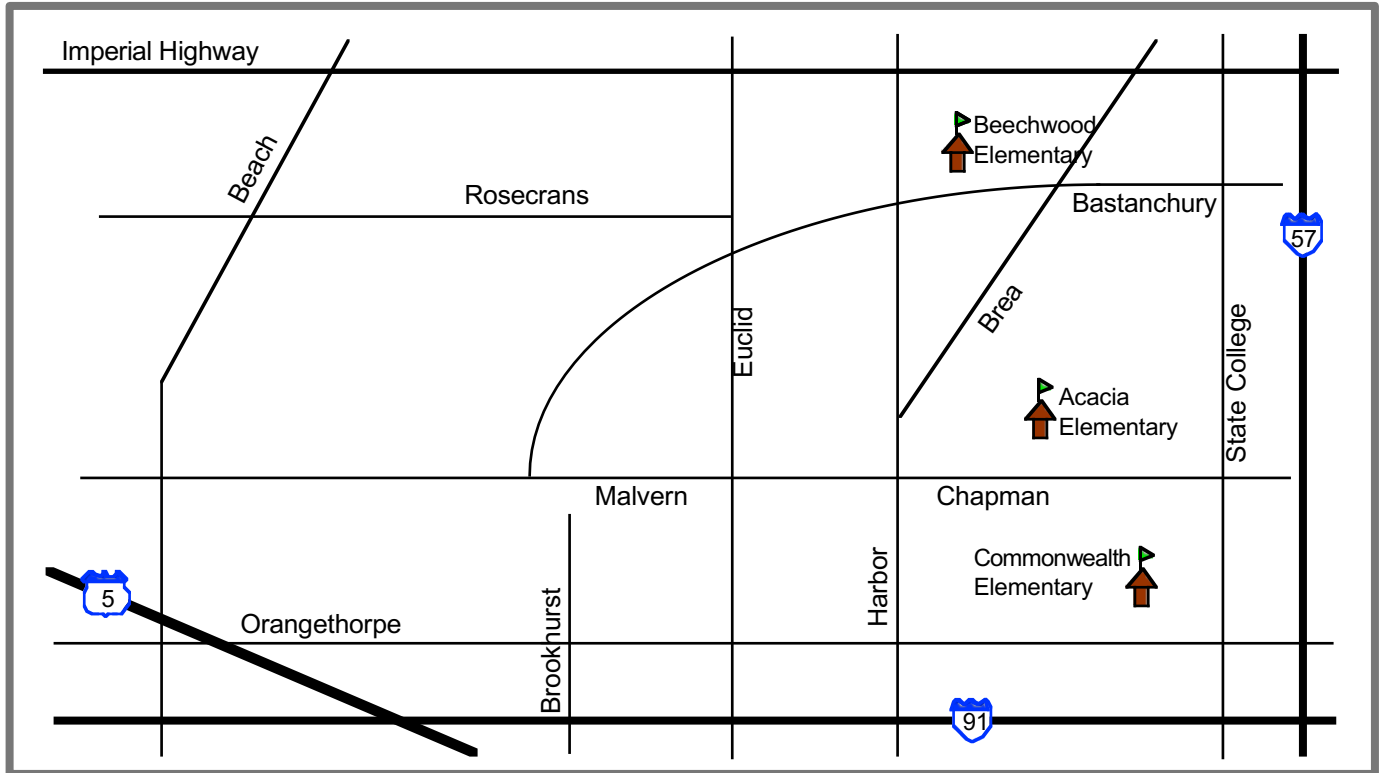 Imperial Highway
Beach
Beechwood
Elementary
Rosecrans
Bastanchury
57
Euclid
Brea
State College
Acacia
Elementary
Malvern
Chapman
Commonwealth
Elementary
Harbor
5
Orangethorpe
Brookhurst
91